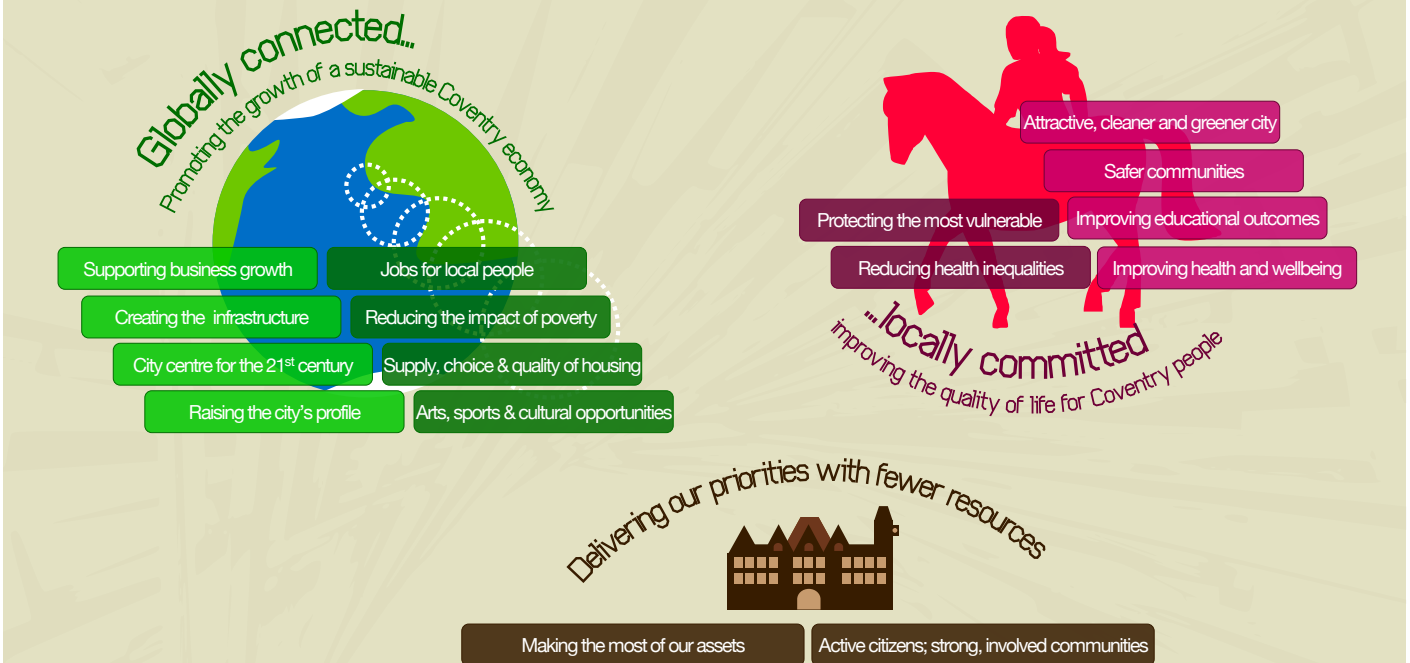 Globally connected...
Promoting the growth of a sustainable Coventry economy
Supporting business growth
Jobs for local people
Creating the infrastructure
Reducing the impact of poverty
City centre for the 21st century
Supply, choice & quality of housing
Raising the city's profile
Arts, sports & cultural opportunities
Attractive, cleaner and greener city
Safer communities
Protecting the most vulnerable
Improving educational outcomes
Reducing health inequalities
Improving health and wellbeing
...locally committed
improving the quality of life for Coventry people
Delivering our priorities with fewer resources
Making the most of our assets
Active citizens; strong, involved communities